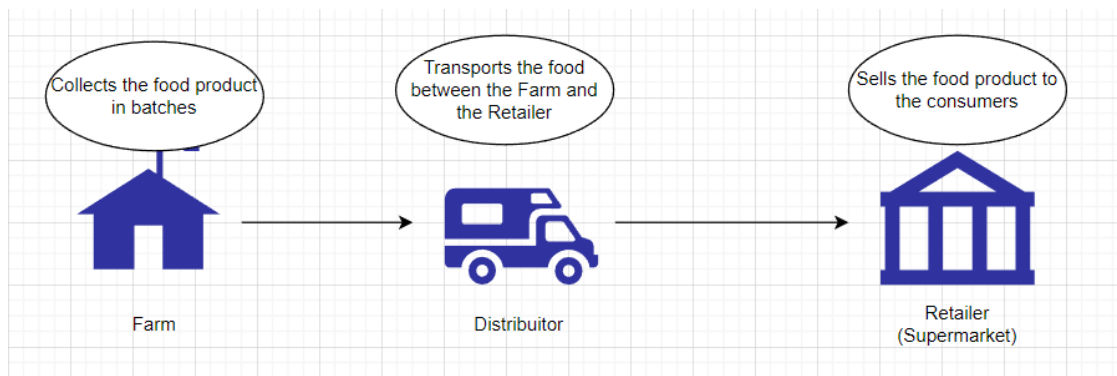 Collects the food product
in batches
Transports the food
between the Farm and
the Retailer
Sells the food product to
the consumers
Farm
Distribuitor
Retailer
(Supermarket)